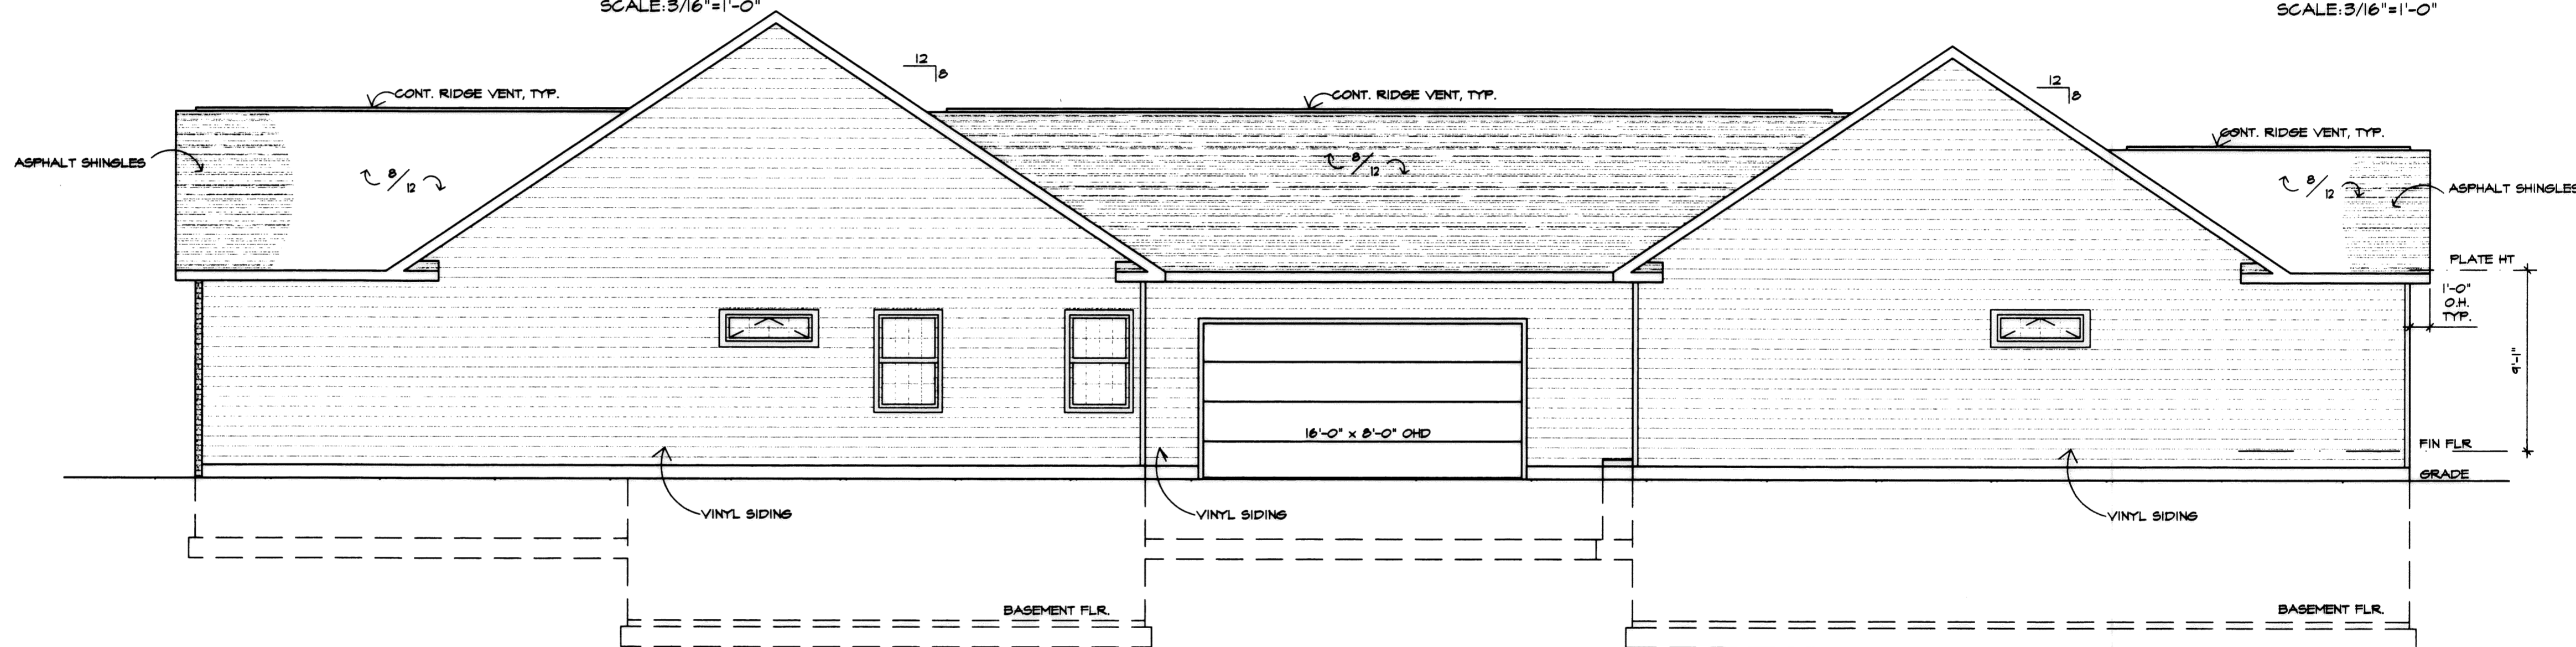 SCALE:3/16"=1'-0"
SCALE:3/16"=1'-0"
12
8
12
8
CONT. RIDGE VENT, TYP.
CONT. RIDGE VENT, TYP.
CONT. RIDGE VENT, TYP.
ASPHALT SHINGLES
8/12
8/12
8/12
ASPHALT SHINGLES
PLATE HT
1'-0"
O.H.
TYP.
9'-1"
16'-0" x 8'-0" OHD
FIN FLR
GRADE
VINYL SIDING
VINYL SIDING
VINYL SIDING
BASEMENT FLR.
BASEMENT FLR.